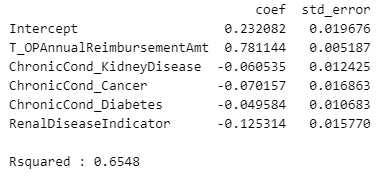 coef std_error
Intercept 0.232082 0.019676
T_OPAnnualReimbursementAmt 0.781144 0.005187
ChronicCond_KidneyDisease -0.060535 0.012425
ChronicCond_Cancer -0.070157 0.016863
ChronicCond_Diabetes -0.049584 0.010683
RenalDiseaseIndicator -0.125314 0.015770
Rsquared : 0.6548